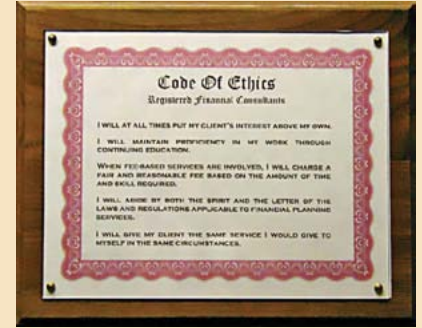 Code Of Ethics
Registered Financial Consultants
I WILL AT ALL TIMES PUT MY CLIENT'S INTEREST ABOVE MY OWN.
I WILL MAINTAIN PROFICIENCY IN MY WORK THROUGH
CONTINUING EDUCATION.
WHEN FEE-BASED SERVICES ARE INVOLVED, I WILL CHARGE A
FAIR AND REASONABLE FEE BASED ON THE AMOUNT OF TIME
AND SKILL REQUIRED.
I WILL ABIDE BY BOTH THE SPIRIT AND THE LETTER OF THE
LAWS AND REGULATIONS APPLICABLE TO FINANCIAL PLANNING
SERVICES.
I WILL GIVE MY CLIENT THE SAME SERVICE I WOULD GIVE TO
MYSELF IN THE SAME CIRCUMSTANCES.